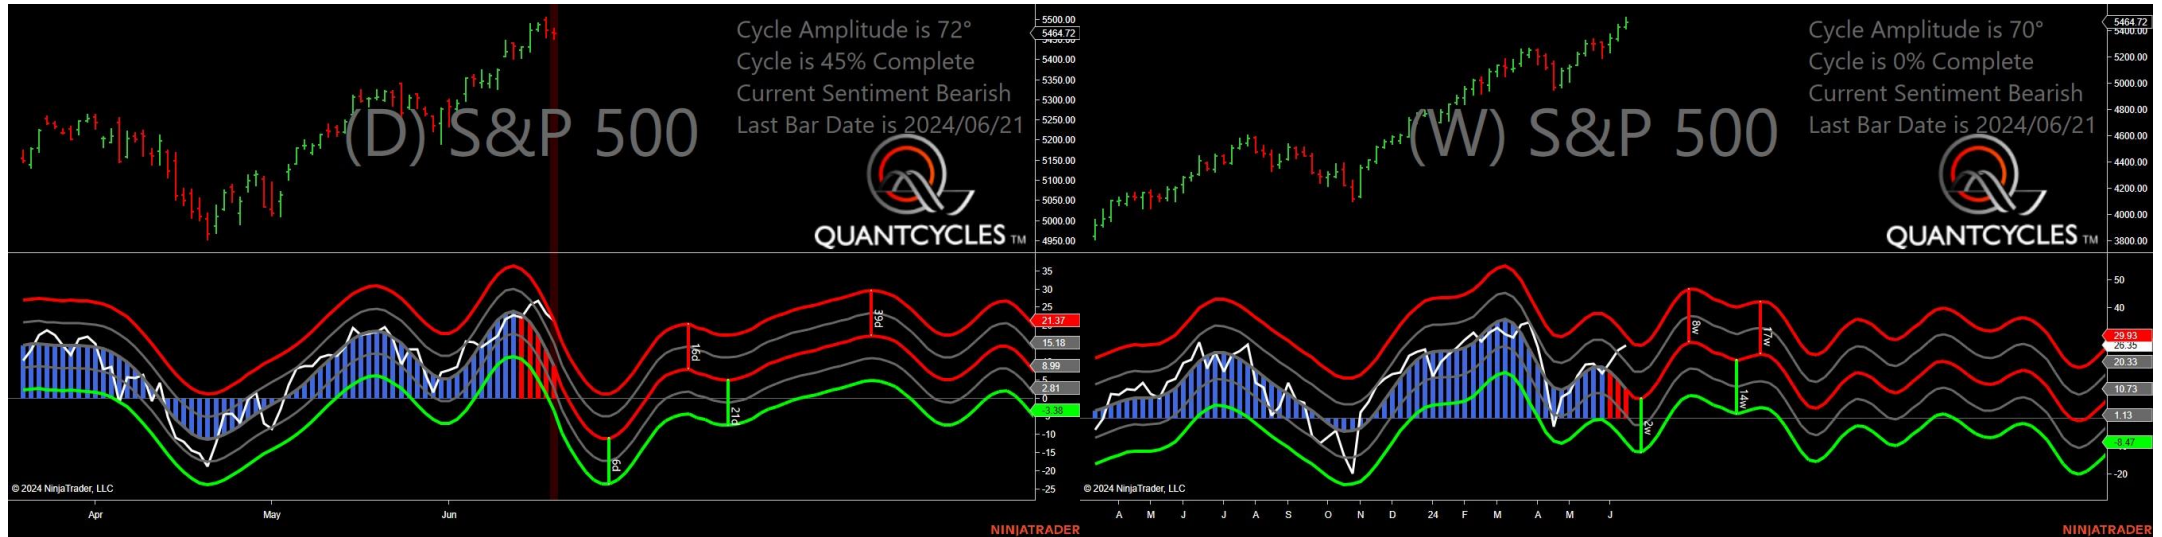 Cycle Amplitude is 72°
Cycle is 45% Complete
Current Sentiment Bearish
Last Bar Date is 2024/06/21
(D) S&P 500
QUANTCYCLES TM
5500.00
5464.72
5450.00
5400.00
5350.00
5300.00
5250.00
5200.00
5150.00
5100.00
5050.00
5000.00
4950.00
35
30
25
21.37
15.18
8.99
5
2.81
0
-3.38
-10
-15
-20
-25
16d
39d
6d
21d
© 2024 NinjaTrader, LLC
Apr May Jun
NINJATRADER
Cycle Amplitude is 70°
Cycle is 0% Complete
Current Sentiment Bearish
Last Bar Date is 2024/06/21
(W) S&P 500
QUANTCYCLES TM
5464.72
5400.00
5200.00
5000.00
4800.00
4600.00
4400.00
4200.00
4000.00
3800.00
50
40
29.93
26.35
20.33
10.73
1.13
-8.47
-20
8w
17w
2w
14w
© 2024 NinjaTrader, LLC
A M J J A S O N D 24 F M A M J
NINJATRADER